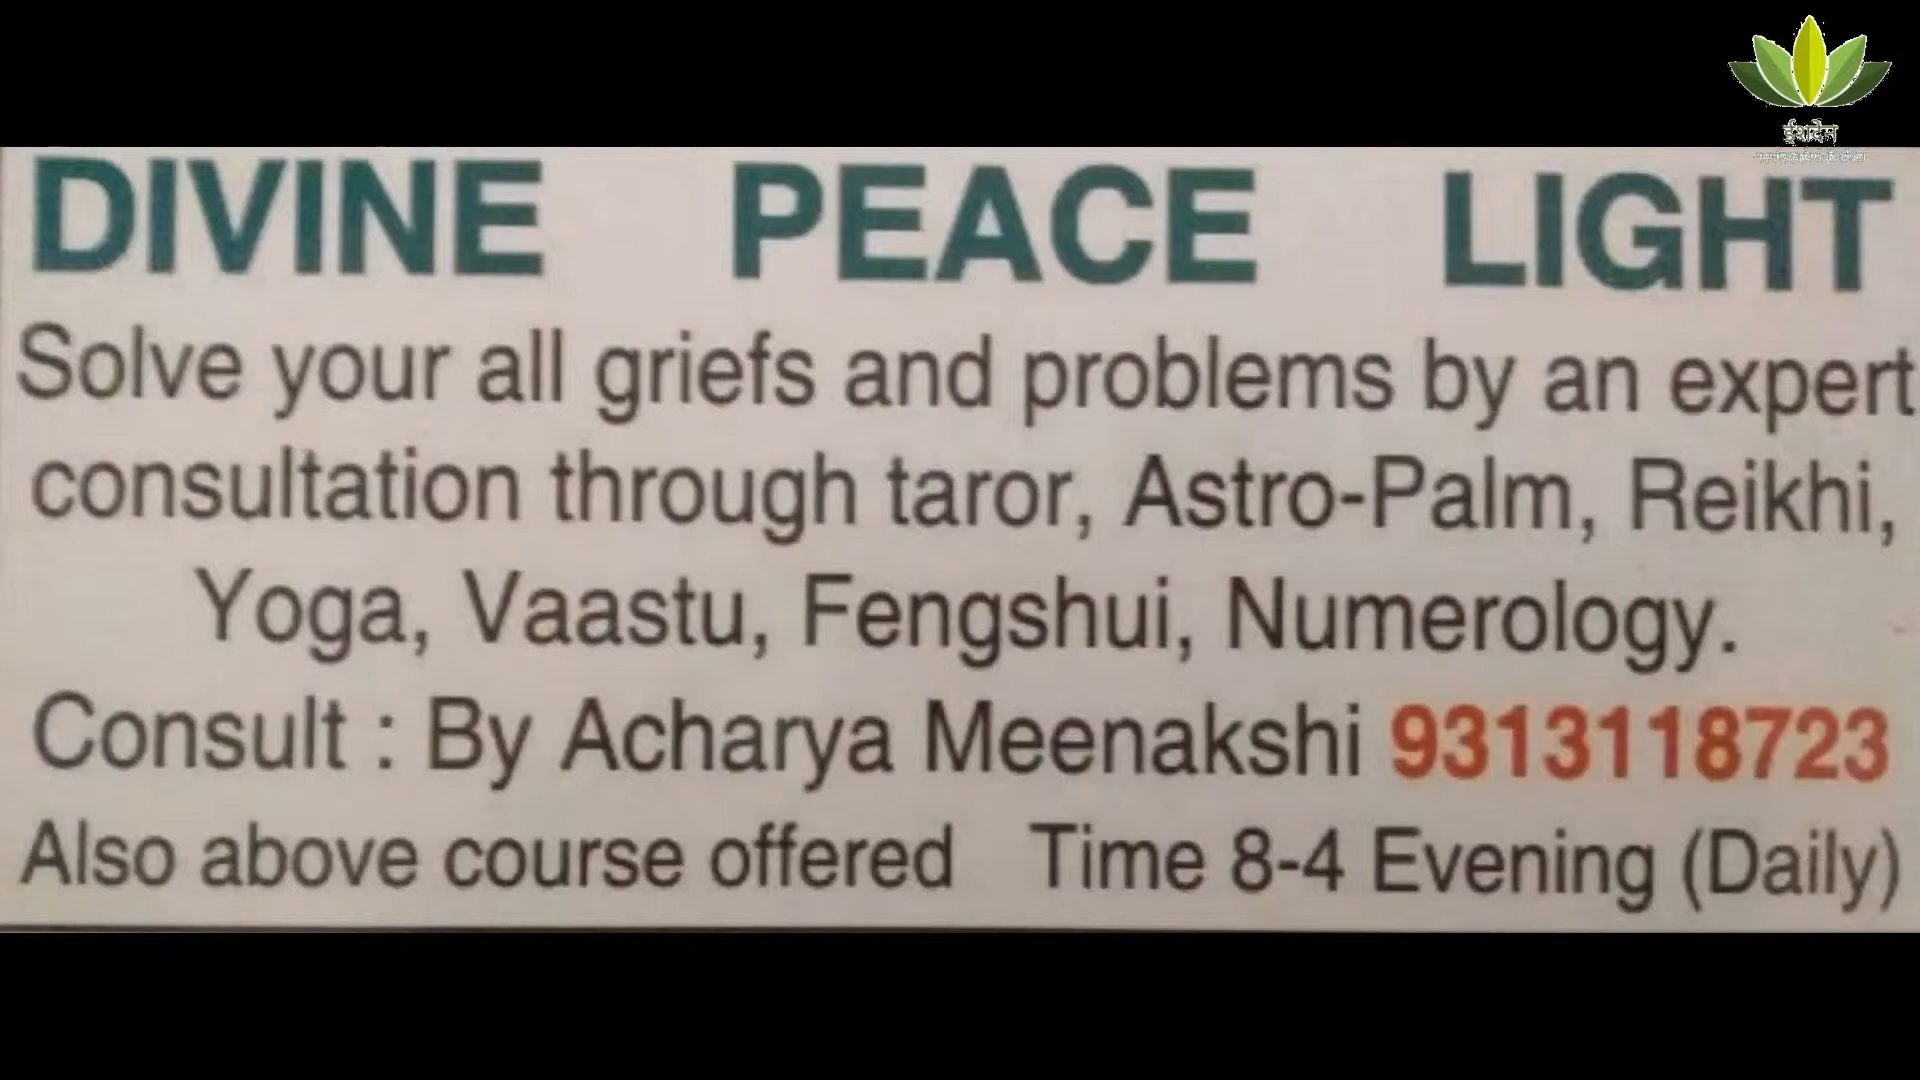 ईशदेम
DIVINE PEACE LIGHT
Solve your all griefs and problems by an expert
consultation through taror, Astro-Palm, Reikhi,
Yoga, Vaastu, Fengshui, Numerology.
Consult : By Acharya Meenakshi 9313118723
Also above course offered Time 8-4 Evening (Daily)